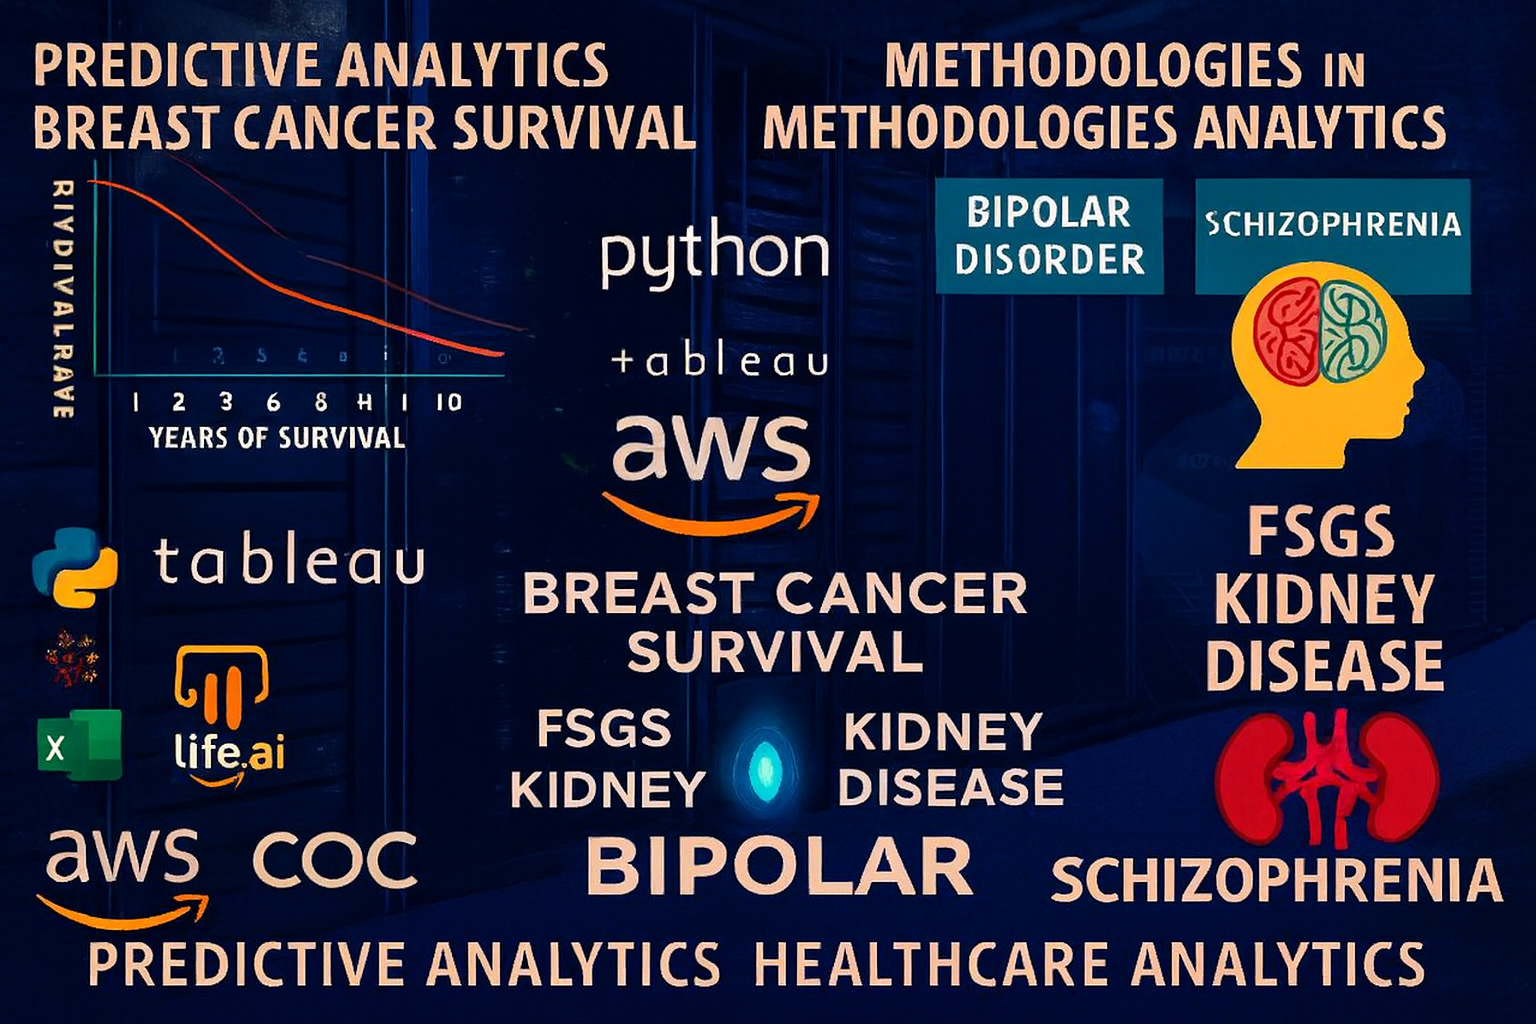 PREDICTIVE ANALYTICS
BREAST CANCER SURVIVAL
METHODOLOGIES IN
METHODOLOGIES ANALYTICS
BIPOLAR
DISORDER
SCHIZOPHRENIA
1 2 3 6 8 H 1 10
YEARS OF SURVIVAL
python
tableau
aws
tableau
X
life.ai
aws COC
BREAST CANCER
SURVIVAL
FSGS
KIDNEY
KIDNEY
DISEASE
BIPOLAR
FSGS
KIDNEY
DISEASE
SCHIZOPHRENIA
PREDICTIVE ANALYTICS HEALTHCARE ANALYTICS